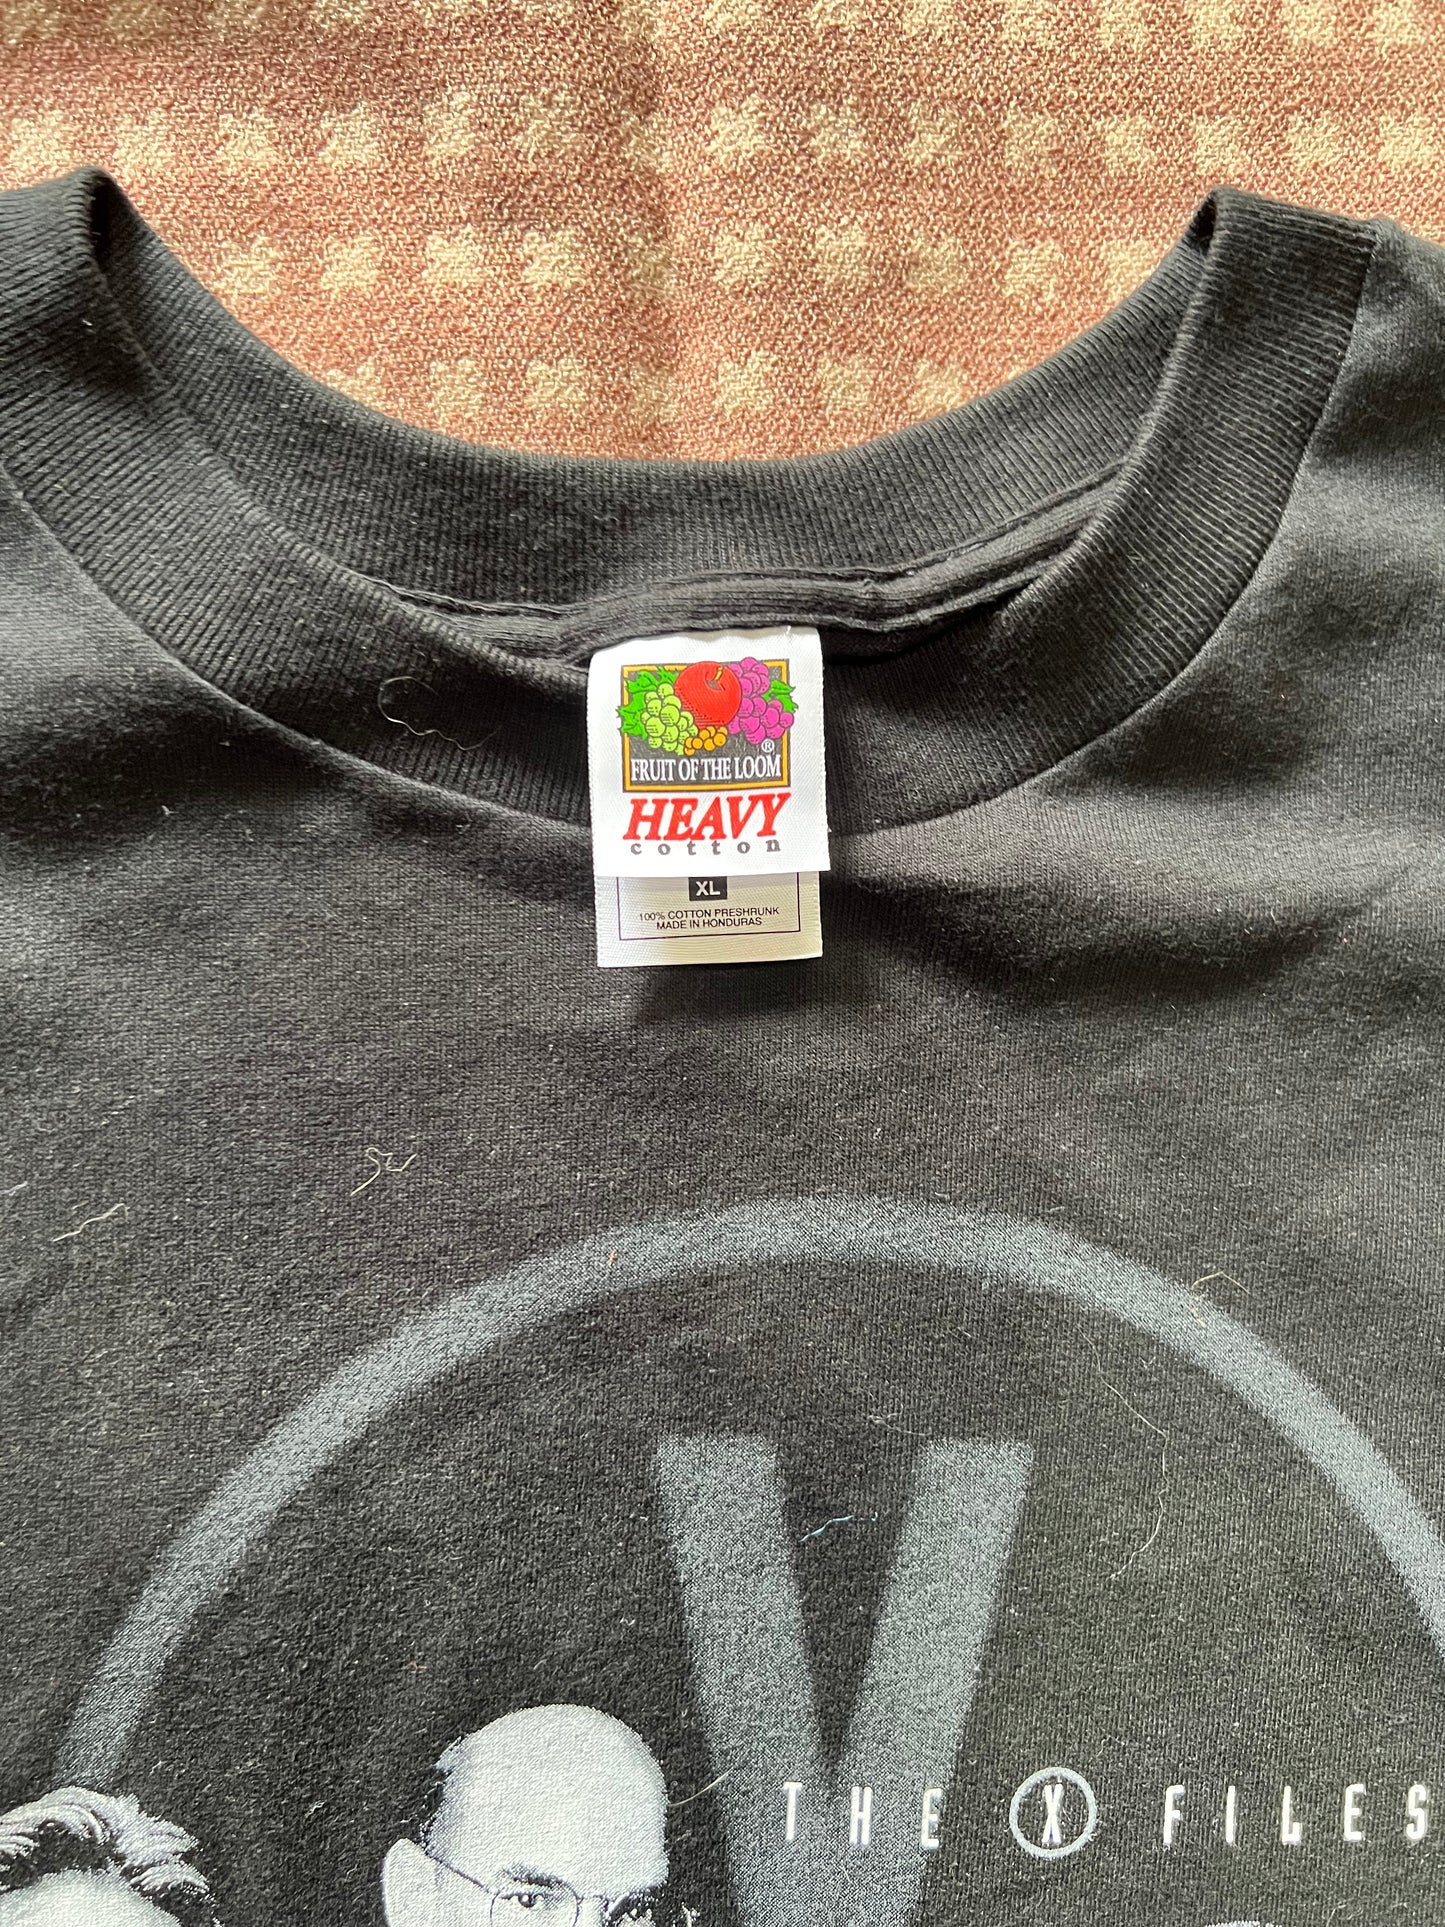 ®
FRUIT OF THE LOOM
HEAVY
cotton
XL
100% COTTON PRESHRUNK
MADE IN HONDURAS
THE X FILES